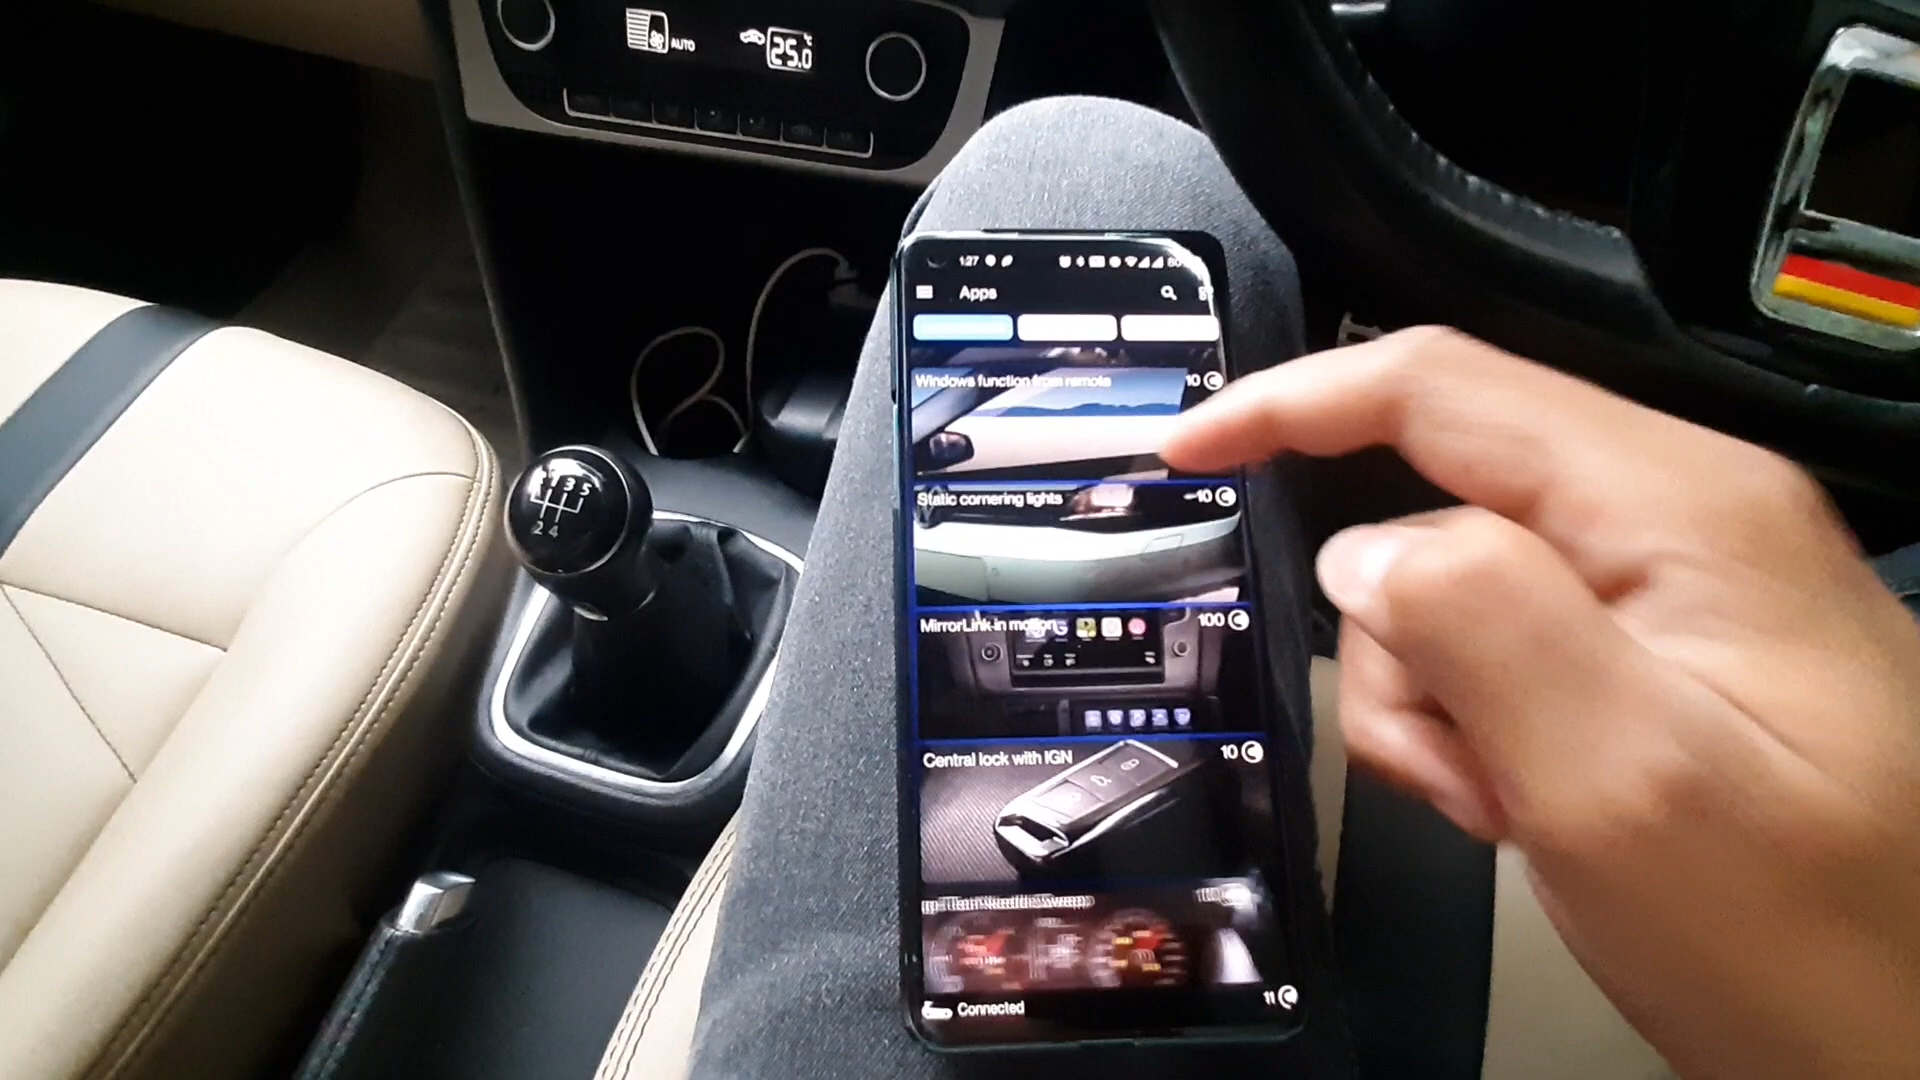 AUTO
25.0
°C
1:27
Apps
Windows function from remote
10
Static cornering lights
10
MirrorLink in motion
100
Central lock with IGN
10
Connected
11
3 5
2 4